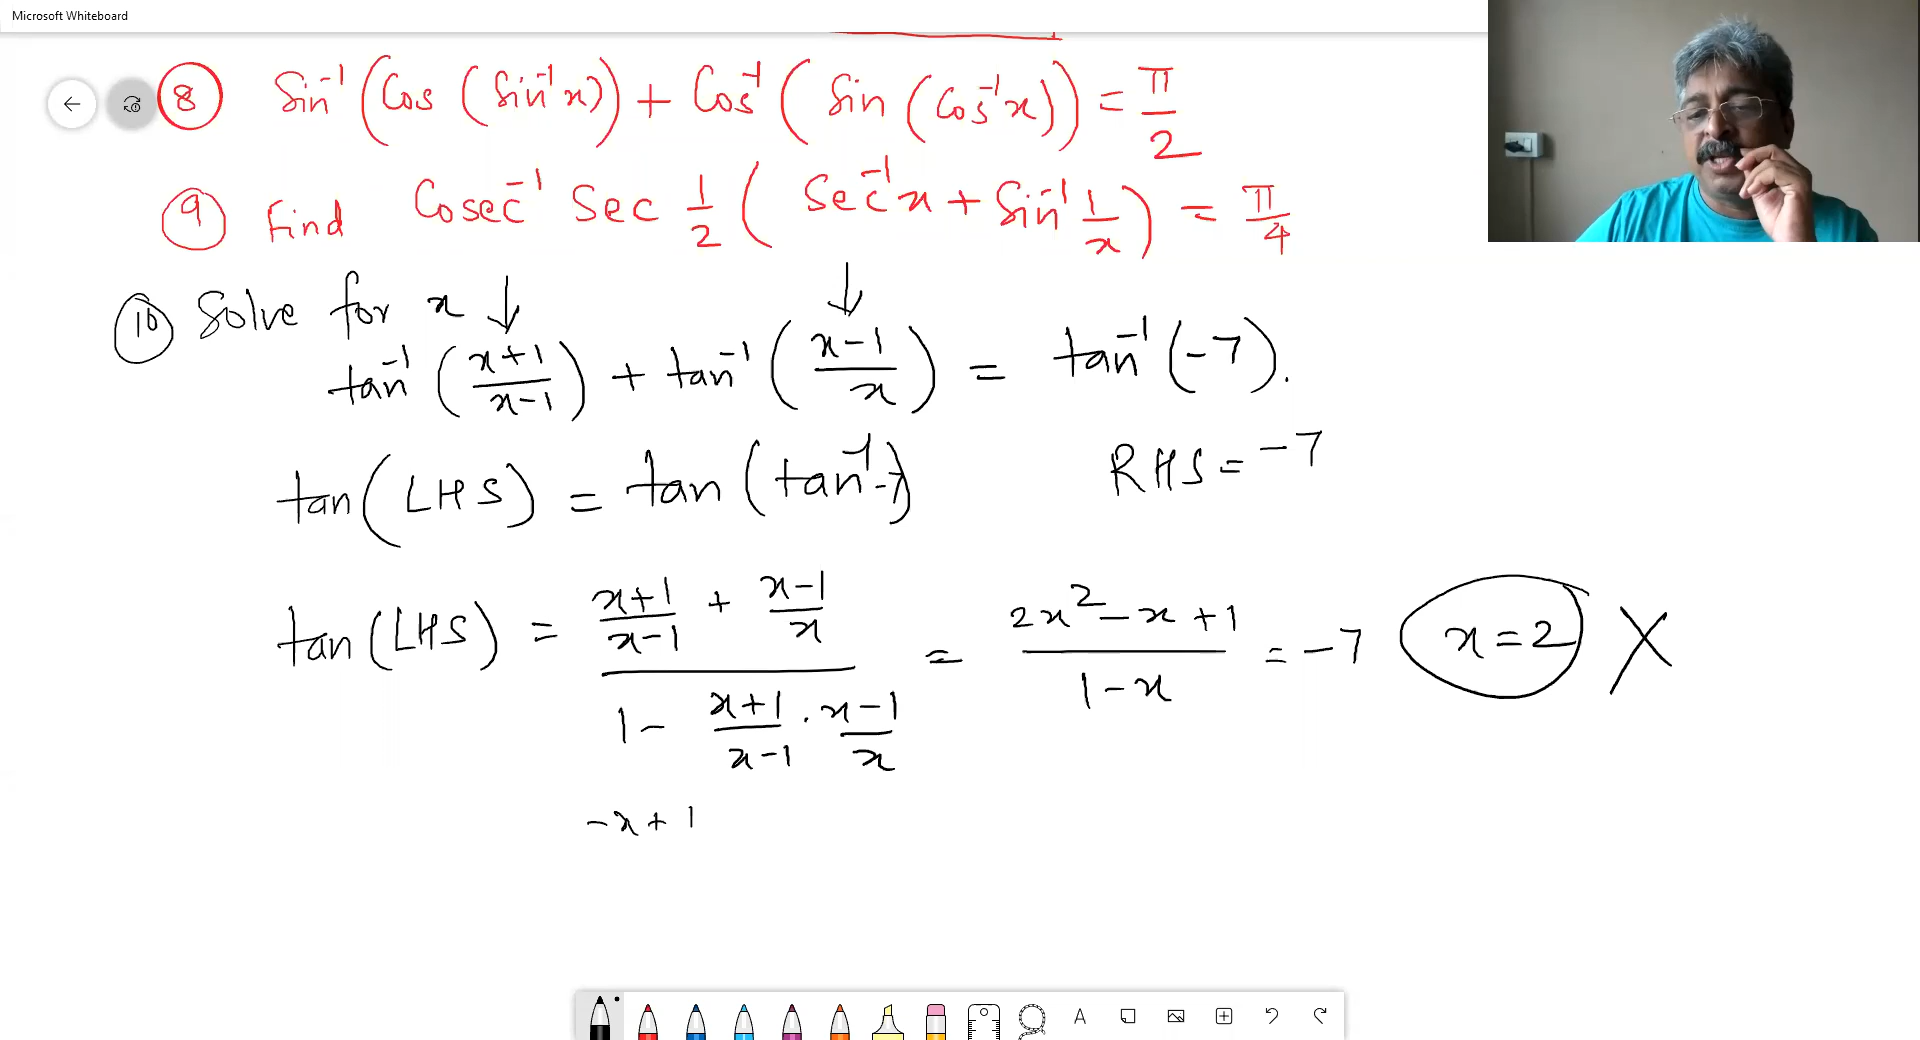 Microsoft Whiteboard
⑧ Sin⁻¹(Cos(Sin⁻¹x)) + Cos⁻¹(Sin(Cos⁻¹x)) = π/2
⑨ Find Cosec⁻¹ Sec 1/2 (Sec⁻¹x + Sin⁻¹ 1/x) = π/4
⑩ Solve for x ↓ ↓
tan⁻¹((x+1)/(x-1)) + tan⁻¹((x-1)/x) = tan⁻¹(-7).
tan(LHS) = tan(tan⁻¹-7) RHS = -7
tan(LHS) = ((x+1)/(x-1) + (x-1)/x) / (1 - (x+1)/(x-1) · (x-1)/x) = (2x² - x + 1)/(1 - x) = -7 x = 2 X
-x + 1
A